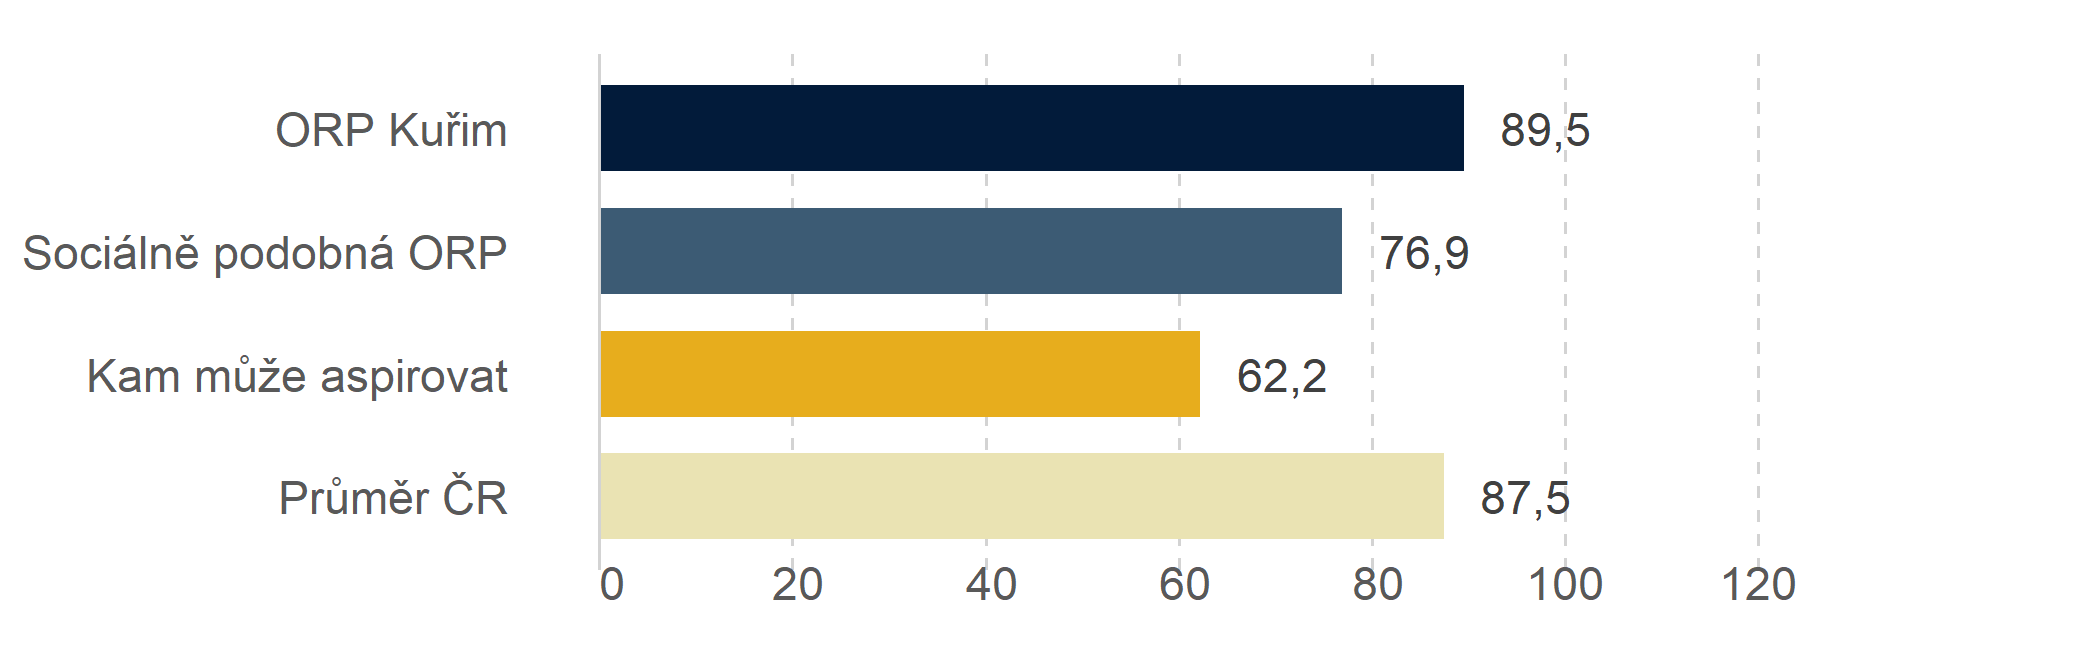 ORP Kuřim
89,5
Sociálně podobná ORP
76,9
Kam může aspirovat
62,2
Průměr ČR
87,5
0 20 40 60 80 100 120